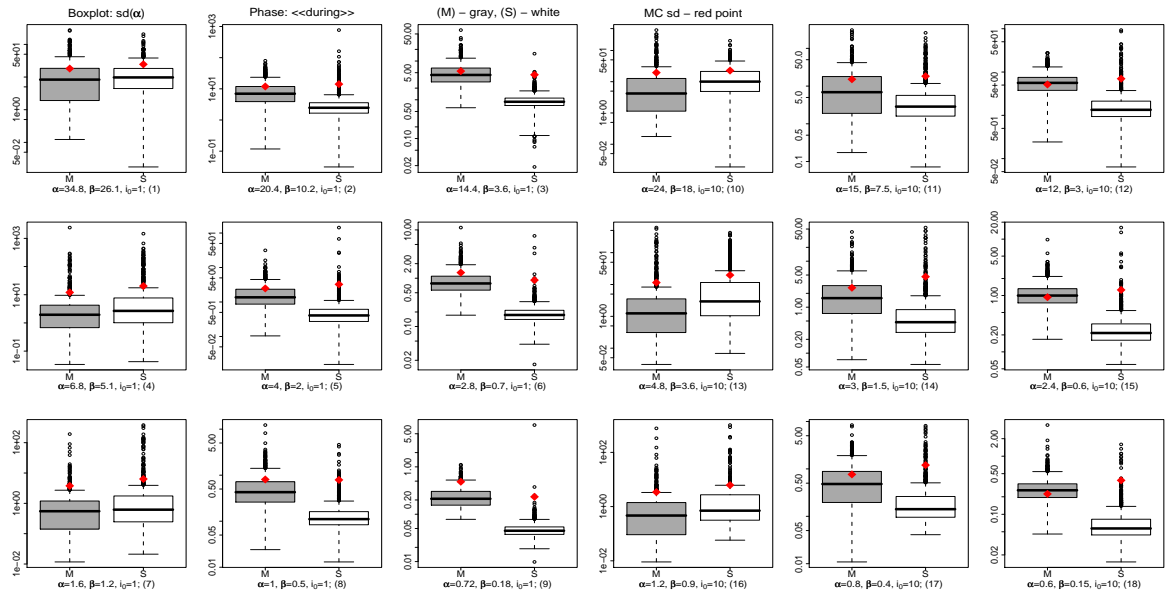 Boxplot: sd(α)
Phase: <<during>>
(M) − gray, (S) − white
MC sd − red point
5e−02 1e+00 5e+01
M S
α=34.8, β=26.1, i0=1; (1)
1e−01 1e+01 1e+03
M S
α=20.4, β=10.2, i0=1; (2)
0.02 0.10 0.50 5.00 50.00
M S
α=14.4, β=3.6, i0=1; (3)
5e−02 1e+00 5e+01
M S
α=24, β=18, i0=10; (10)
0.1 0.5 5.0 50.0
M S
α=15, β=7.5, i0=10; (11)
5e−02 5e−01 5e+00 5e+01
M S
α=12, β=3, i0=10; (12)
1e−01 1e+01 1e+03
M S
α=6.8, β=5.1, i0=1; (4)
5e−02 5e−01 5e+00 5e+01
M S
α=4, β=2, i0=1; (5)
0.02 0.10 0.50 2.00 10.00
M S
α=2.8, β=0.7, i0=1; (6)
5e−02 1e+00 5e+01
M S
α=4.8, β=3.6, i0=10; (13)
0.05 0.20 1.00 5.00 50.00
M S
α=3, β=1.5, i0=10; (14)
0.05 0.20 1.00 5.00 20.00
M S
α=2.4, β=0.6, i0=10; (15)
1e−02 1e+00 1e+02
M S
α=1.6, β=1.2, i0=1; (7)
0.01 0.05 0.50 5.00
M S
α=1, β=0.5, i0=1; (8)
0.01 0.05 0.20 1.00 5.00
M S
α=0.72, β=0.18, i0=1; (9)
1e−02 1e+00 1e+02
M S
α=1.2, β=0.9, i0=10; (16)
0.01 0.05 0.50 5.00
M S
α=0.8, β=0.4, i0=10; (17)
0.02 0.10 0.50 2.00
M S
α=0.6, β=0.15, i0=10; (18)